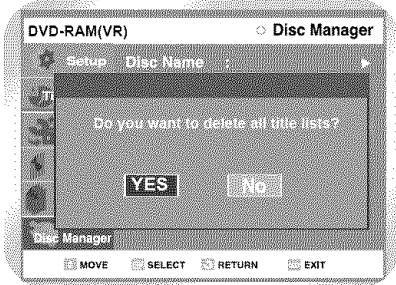 DVD-RAM(VR) Disc Manager
Setup Disc Name :
Do you want to delete all title lists?
YES No
Disc Manager
MOVE SELECT RETURN EXIT